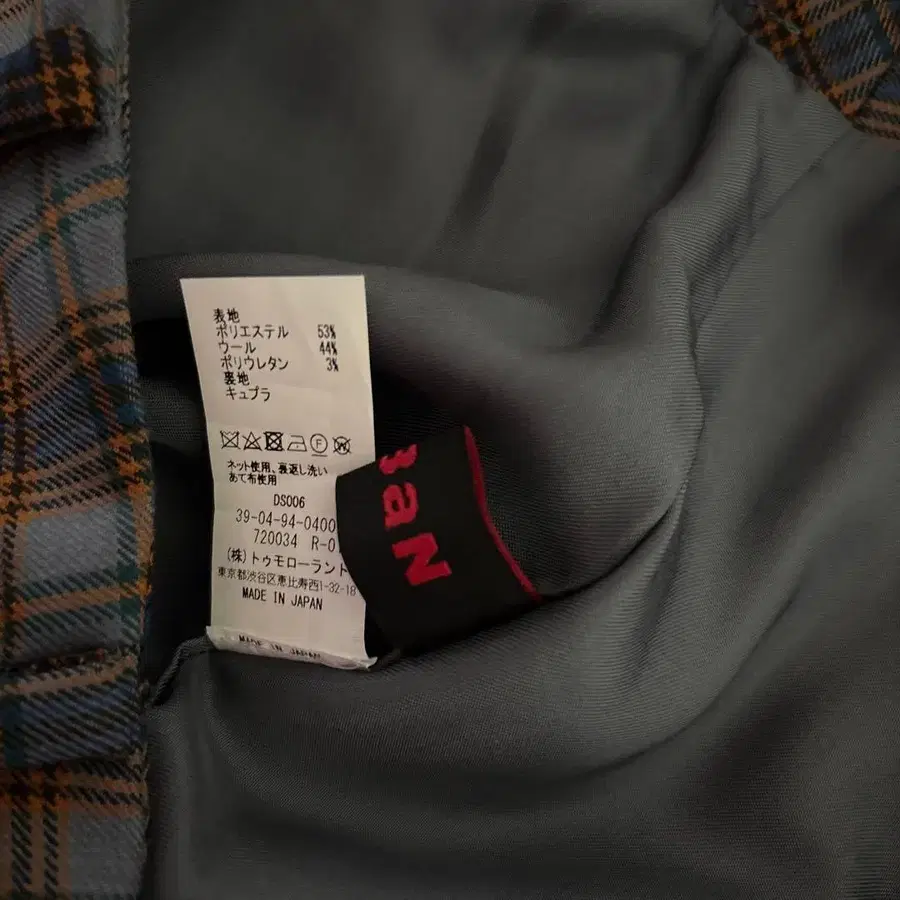 表地
ポリエステル 53%
ウール 44%
ポリウレタン 3%
裏地
キュプラ
F
ネット使用、裏返し洗い
あて布使用
DS006
39-04-94-0400
720034 R-0
(株)トゥモローランド
東京都渋谷区恵比寿西1-32-18
MADE IN JAPAN
MADE IN JAPAN
BaN